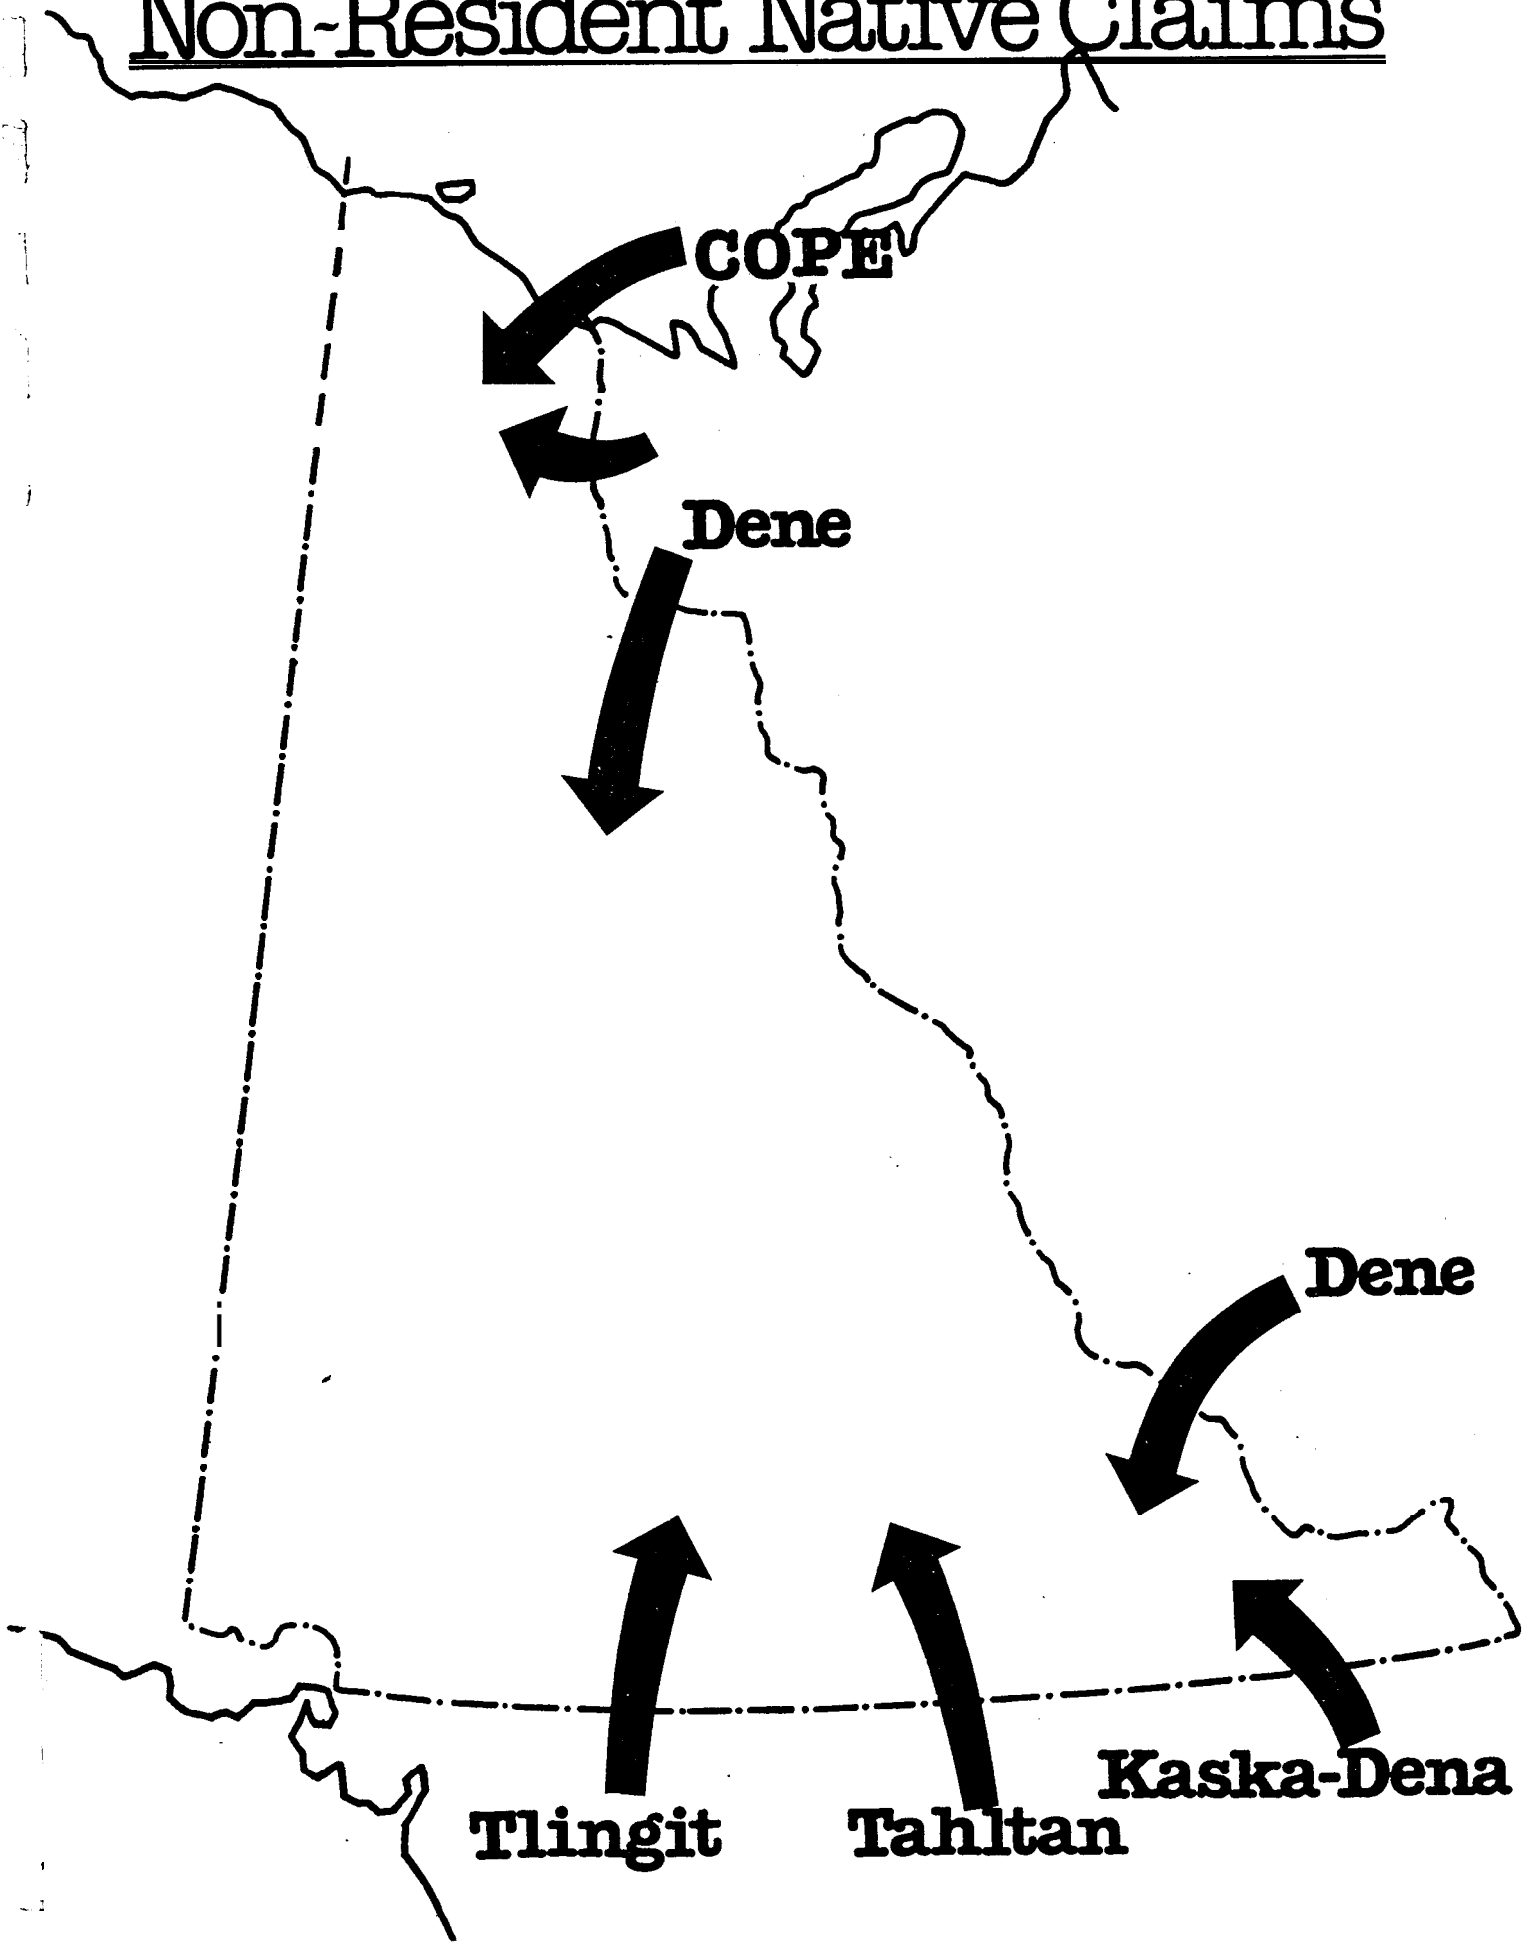 Non-Resident Native Claims
COPE
Dene
Dene
Kaska-Dena
Tlingit
Tahltan